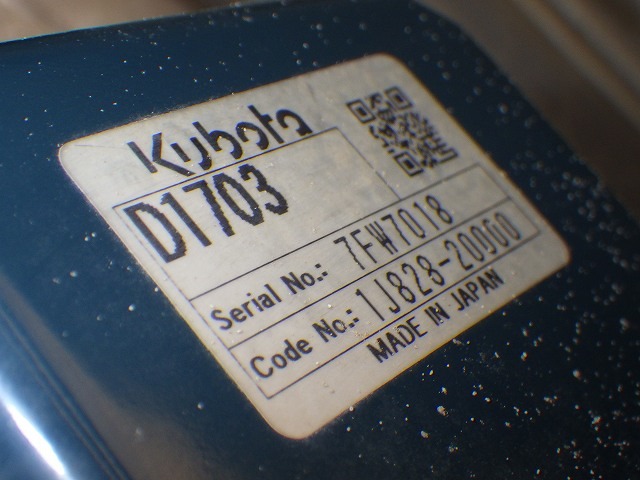 Kubota
D1703
Serial No.: 7FW7018
Code No.: 1J828-20000
MADE IN JAPAN